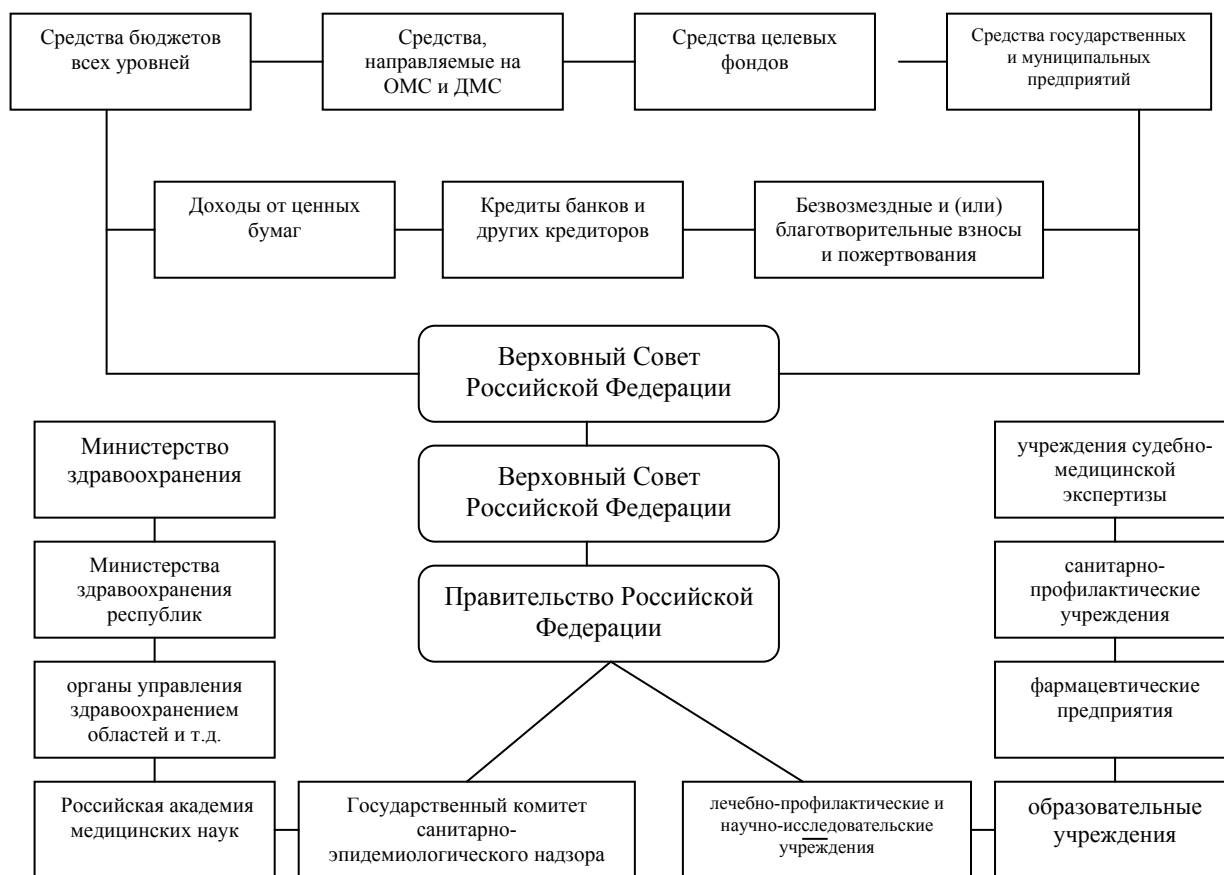 Средства бюджетов
всех уровней
Средства,
направляемые на
ОМС и ДМС
Средства целевых
фондов
Средства государственных
и муниципальных
предприятий
Доходы от ценных
бумаг
Кредиты банков и
других кредиторов
Безвозмездные и (или)
благотворительные взносы
и пожертвования
Верховный Совет
Российской Федерации
Министерство
здравоохранения
Верховный Совет
Российской Федерации
учреждения судебно-
медицинской
экспертизы
Министерства
здравоохранения
республик
Правительство Российской
Федерации
санитарно-
профилактические
учреждения
органы управления
здравоохранением
областей и т.д.
фармацевтические
предприятия
Российская академия
медицинских наук
Государственный комитет
санитарно-
эпидемиологического надзора
лечебно-профилактические и
научно-исследовательские
учреждения
образовательные
учреждения